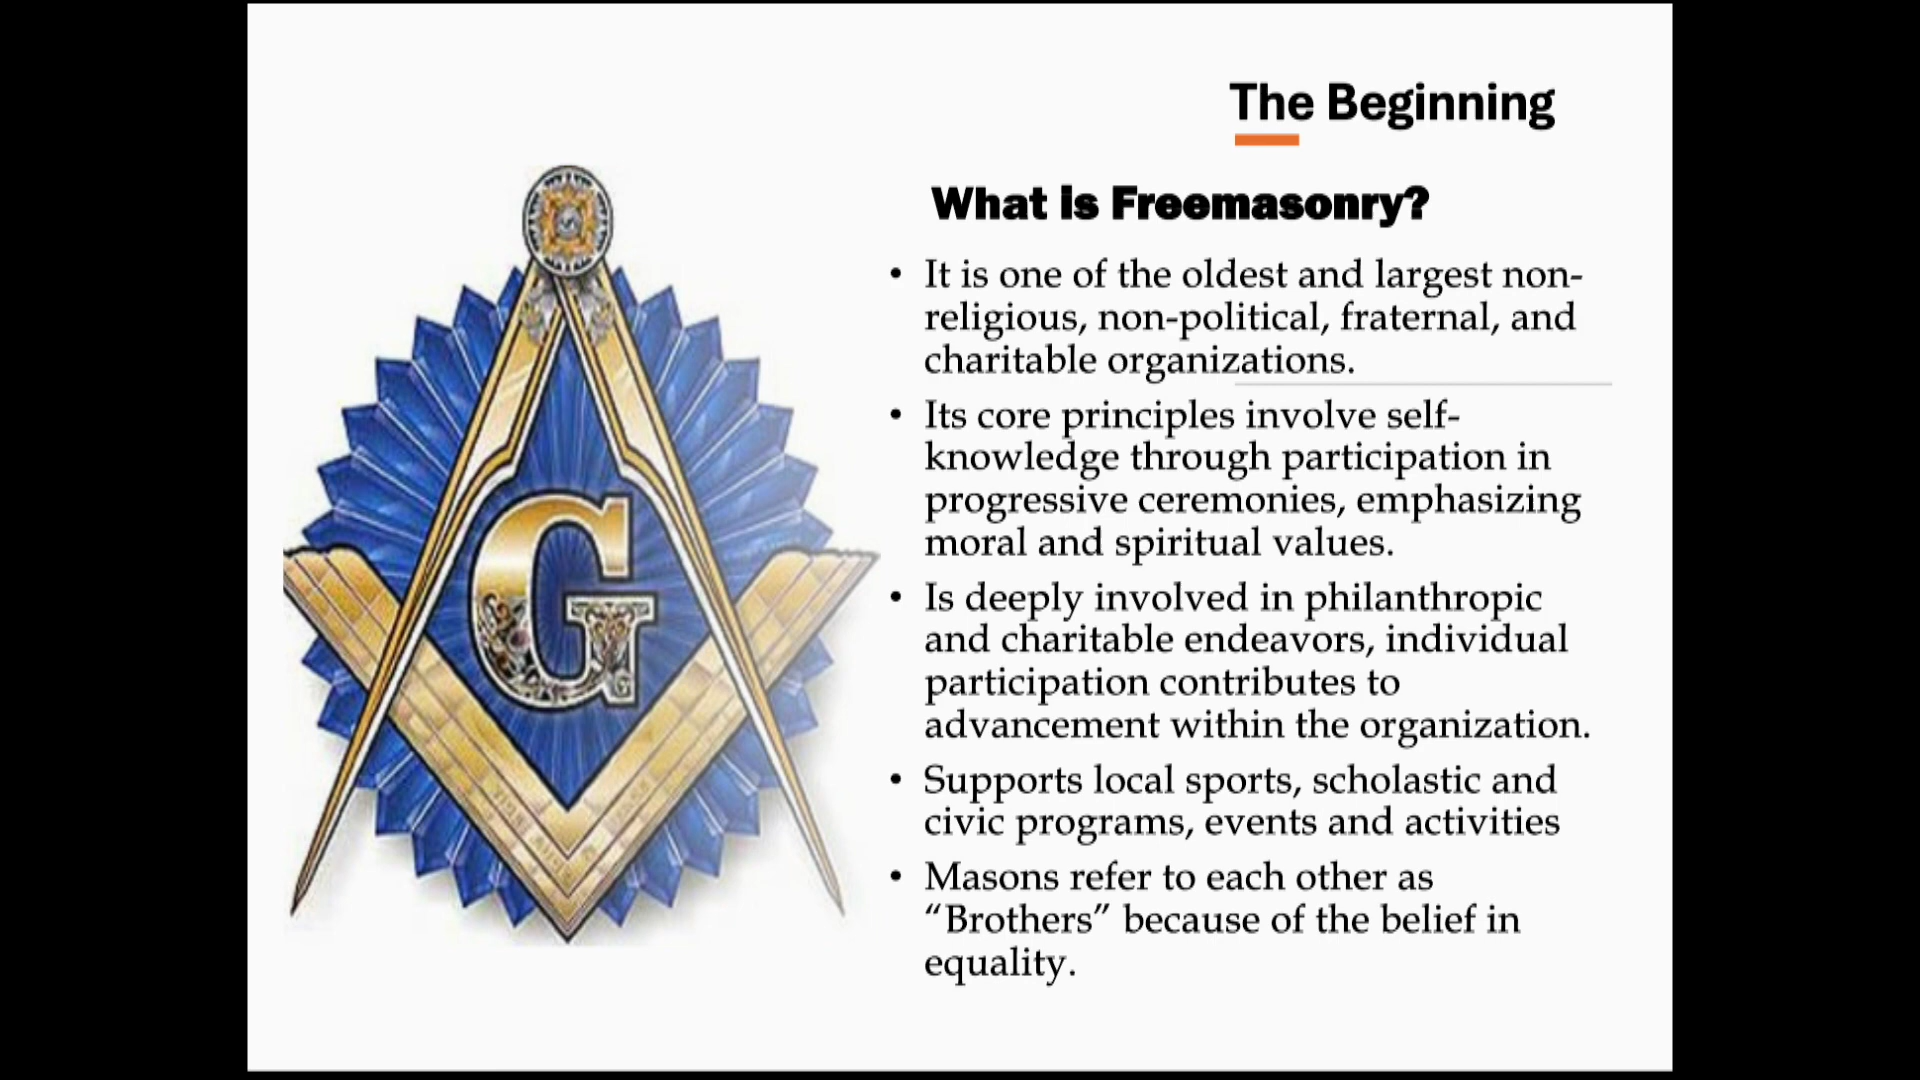 The Beginning
What is Freemasonry?
• It is one of the oldest and largest non-
religious, non-political, fraternal, and
charitable organizations.
• Its core principles involve self-
knowledge through participation in
progressive ceremonies, emphasizing
moral and spiritual values.
• Is deeply involved in philanthropic
and charitable endeavors, individual
participation contributes to
advancement within the organization.
• Supports local sports, scholastic and
civic programs, events and activities
• Masons refer to each other as
“Brothers” because of the belief in
equality.
G